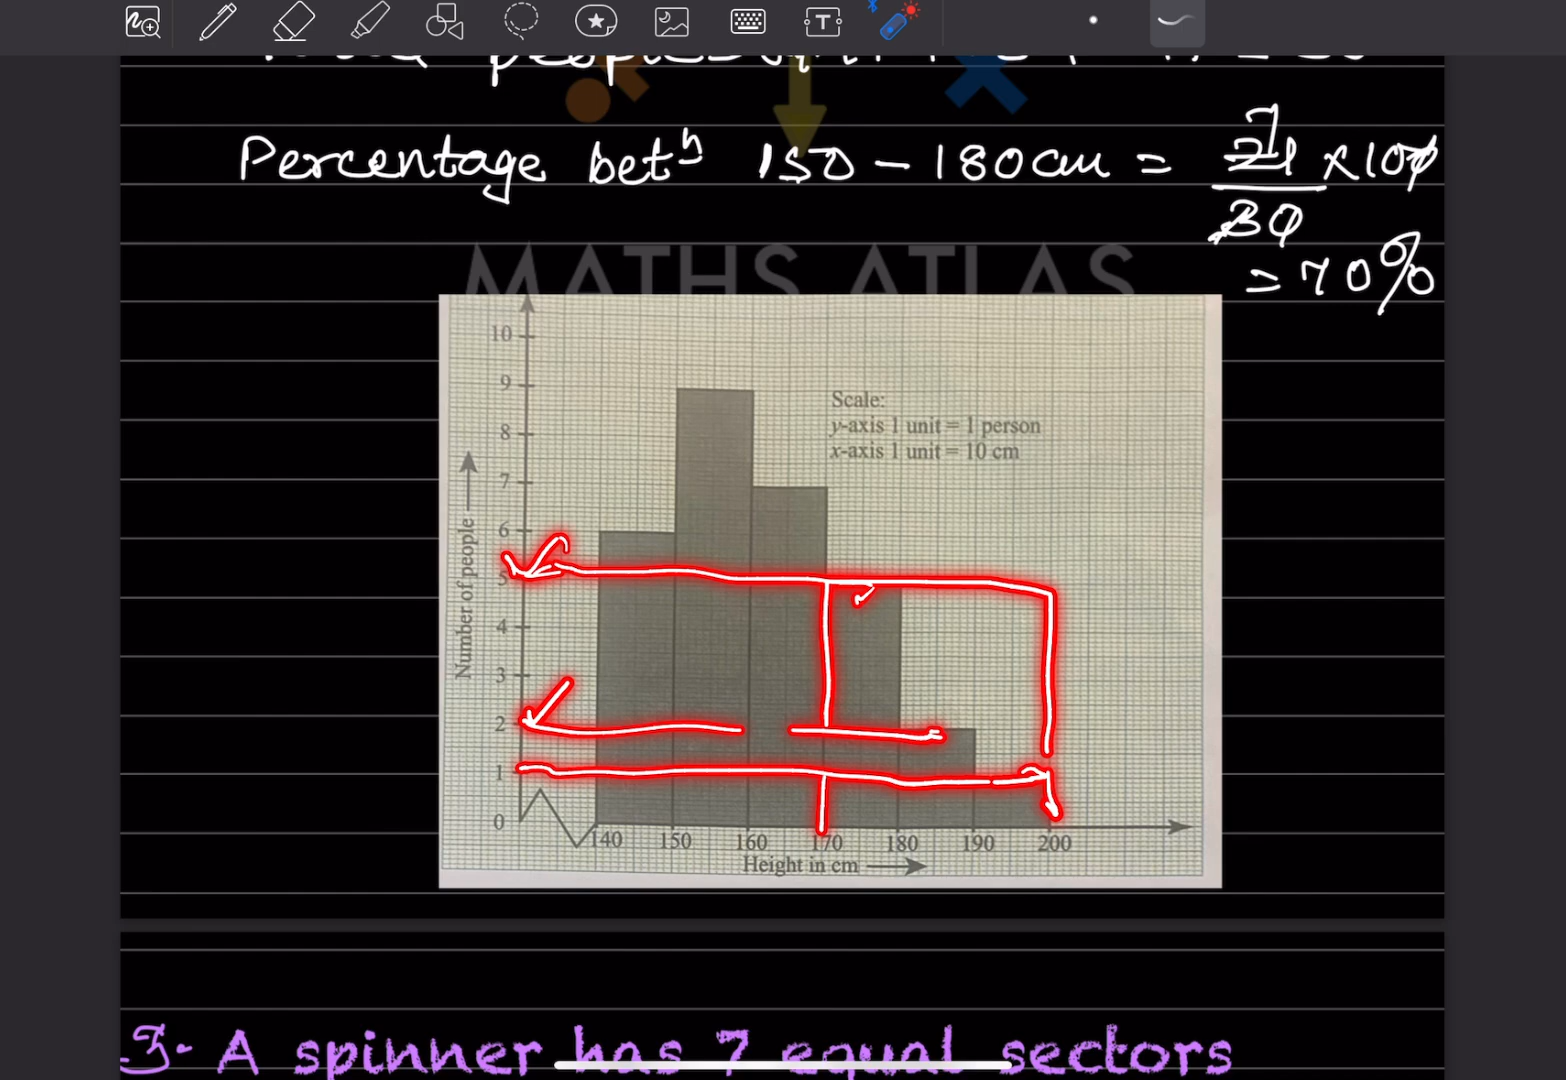 Percentage betⁿ 150 - 180cm = 21/30 × 100
7
= 70%
MATHS ATLAS
10
9
8
7
6
5
4
3
2
1
0
Number of people
Scale:
y-axis 1 unit = 1 person
x-axis 1 unit = 10 cm
140 150 160 170 180 190 200
Height in cm
3. A spinner has 7 equal sectors